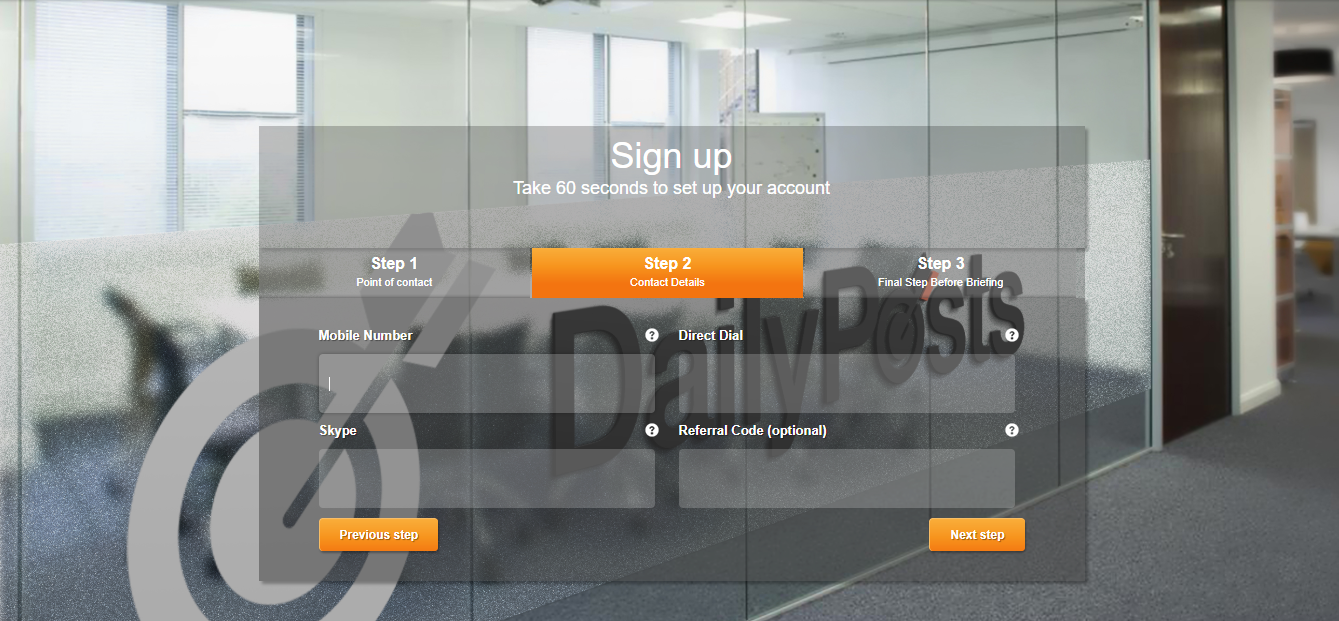 Sign up
Take 60 seconds to set up your account
Step 1
Point of contact
Step 2
Contact Details
Step 3
Final Step Before Briefing
DailyPosts
Mobile Number ?
Direct Dial ?
Skype ?
Referral Code (optional) ?
Previous step
Next step